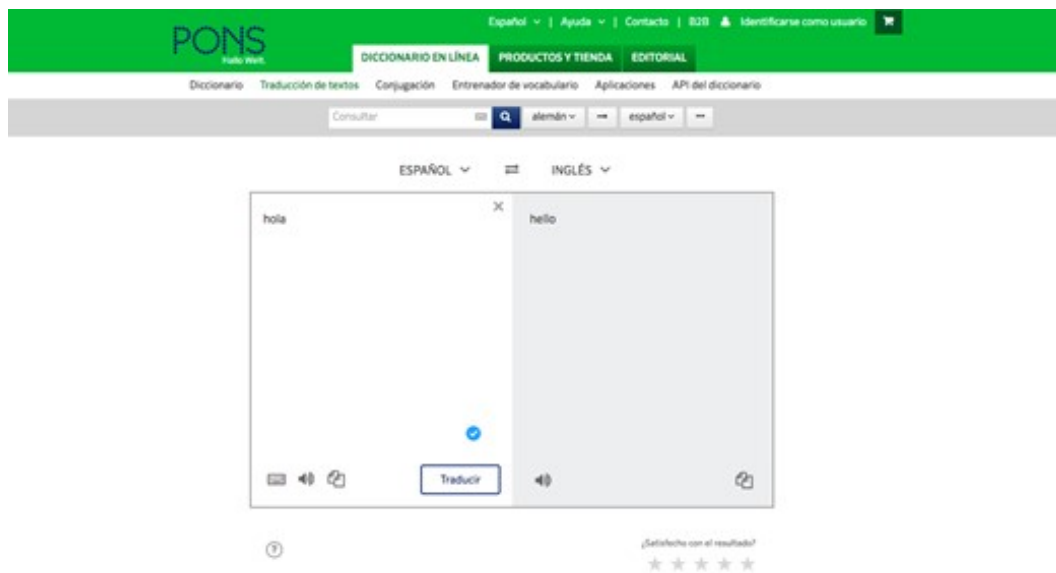 Español | Ayuda | Contacto | B2B Identificarse como usuario
PONS
Hallo Welt.
DICCIONARIO EN LÍNEA PRODUCTOS Y TIENDA EDITORIAL
Diccionario Traducción de textos Conjugación Entrenador de vocabulario Aplicaciones API del diccionario
Consultar alemán español
ESPAÑOL INGLÉS
hola hello
Traducir
¿Satisfecho con el resultado?